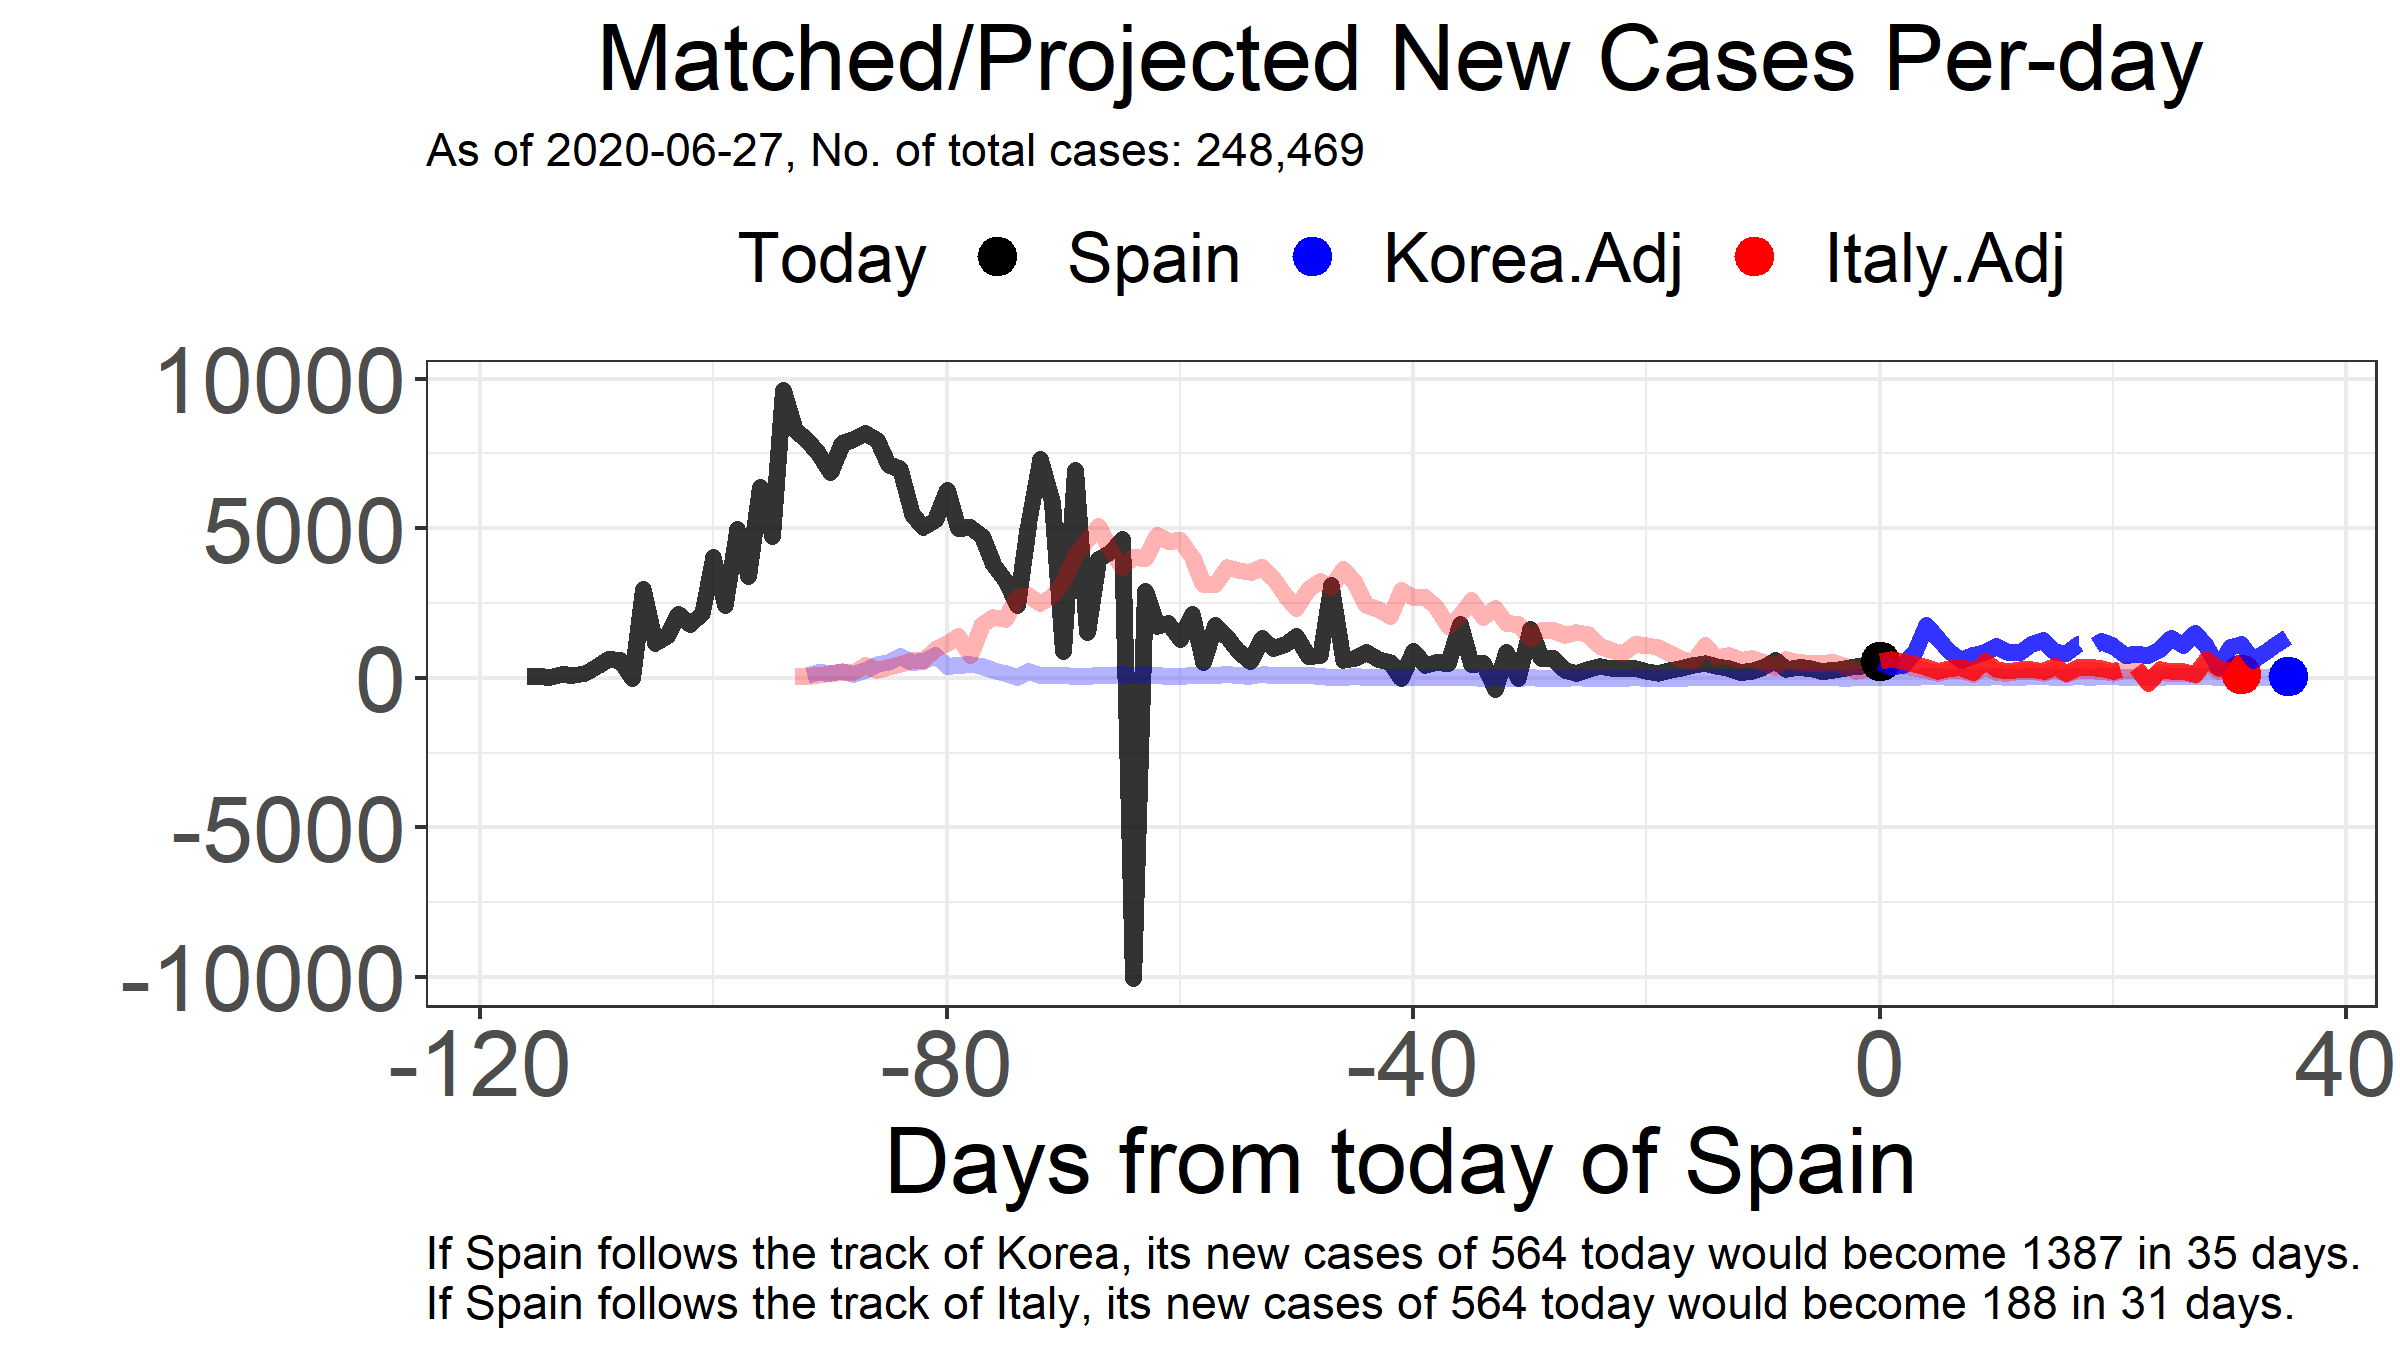 Matched/Projected New Cases Per-day
As of 2020-06-27, No. of total cases: 248,469
Today Spain Korea.Adj Italy.Adj
10000
5000
0
-5000
-10000
-120 -80 -40 0 40
Days from today of Spain
If Spain follows the track of Korea, its new cases of 564 today would become 1387 in 35 days.
If Spain follows the track of Italy, its new cases of 564 today would become 188 in 31 days.